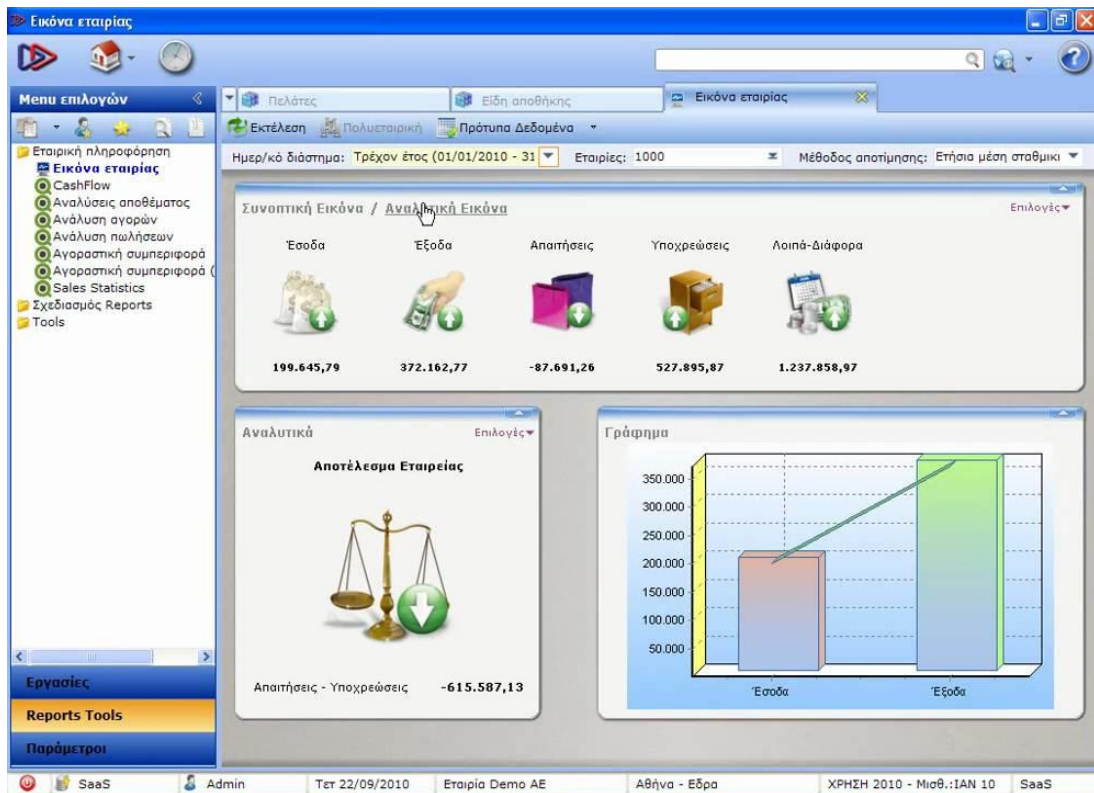 Εικόνα εταιρίας
Menu επιλογών
Πελάτες
Είδη αποθήκης
Εικόνα εταιρίας
Εκτέλεση
Πολυεταιρική
Πρότυπα Δεδομένα
Εταιρική πληροφόρηση
Εικόνα εταιρίας
CashFlow
Αναλύσεις αποθέματος
Ανάλυση αγορών
Ανάλυση πωλήσεων
Αγοραστική συμπεριφορά
Αγοραστική συμπεριφορά (
Sales Statistics
Σχεδιασμός Reports
Tools
Εργασίες
Reports Tools
Παράμετροι
Ημερ/κό διάστημα: Τρέχον έτος (01/01/2010 - 31
Εταιρίες: 1000
Μέθοδος αποτίμησης: Ετήσια μέση σταθμικι
Συνοπτική Εικόνα / Αναλυτική Εικόνα
Επιλογές
Έσοδα Έξοδα Απαιτήσεις Υποχρεώσεις Λοιπά-Διάφορα
199.645,79 372.162,77 -87.691,26 527.895,87 1.237.858,97
Αναλυτικά
Επιλογές
Αποτέλεσμα Εταιρείας
Απαιτήσεις - Υποχρεώσεις -615.587,13
Γράφημα
350.000
300.000
250.000
200.000
150.000
100.000
50.000
Έσοδα Έξοδα
SaaS Admin Τετ 22/09/2010 Εταιρία Demo ΑΕ Αθήνα - Εδρα ΧΡΗΣΗ 2010 - Μισθ.:ΙΑΝ 10 SaaS